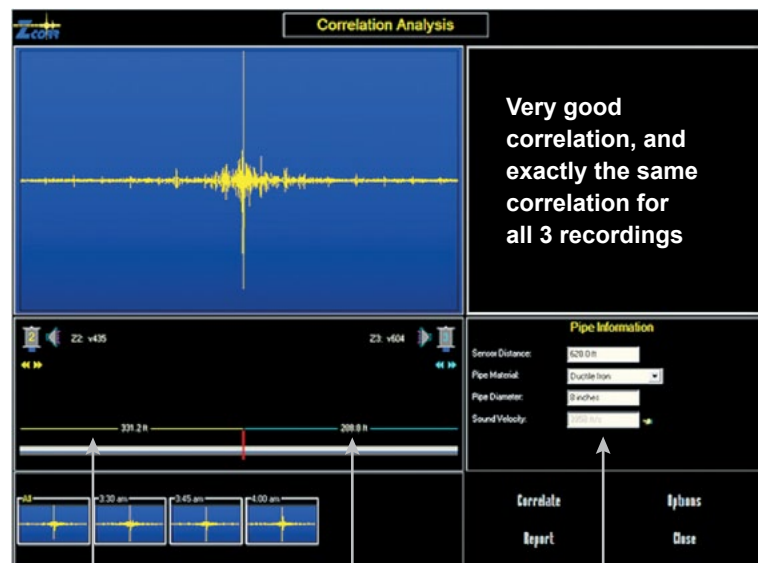 Zcorr
Correlation Analysis
Very good
correlation, and
exactly the same
correlation for
all 3 recordings
2
Z2: v435
Z3: v604
3
331.2 ft
Pipe Information
Sensor Distance:
628.0 ft
Pipe Material:
Ductile Iron
Pipe Diameter:
8 inches
Sound Velocity:
All
3:30 am
3:45 am
4:00 am
Correlate
Options
Report
Close